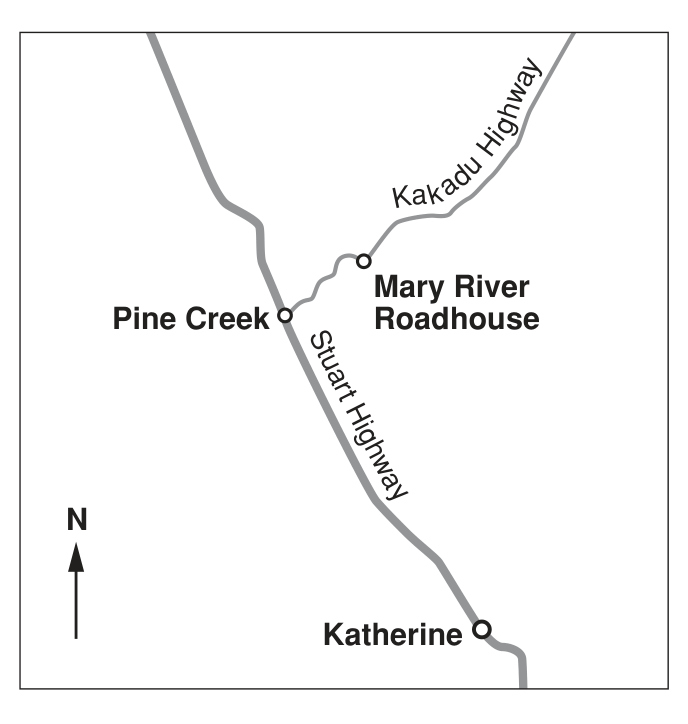 Kakadu Highway
Mary River
Roadhouse
Pine Creek
Stuart Highway
N
Katherine